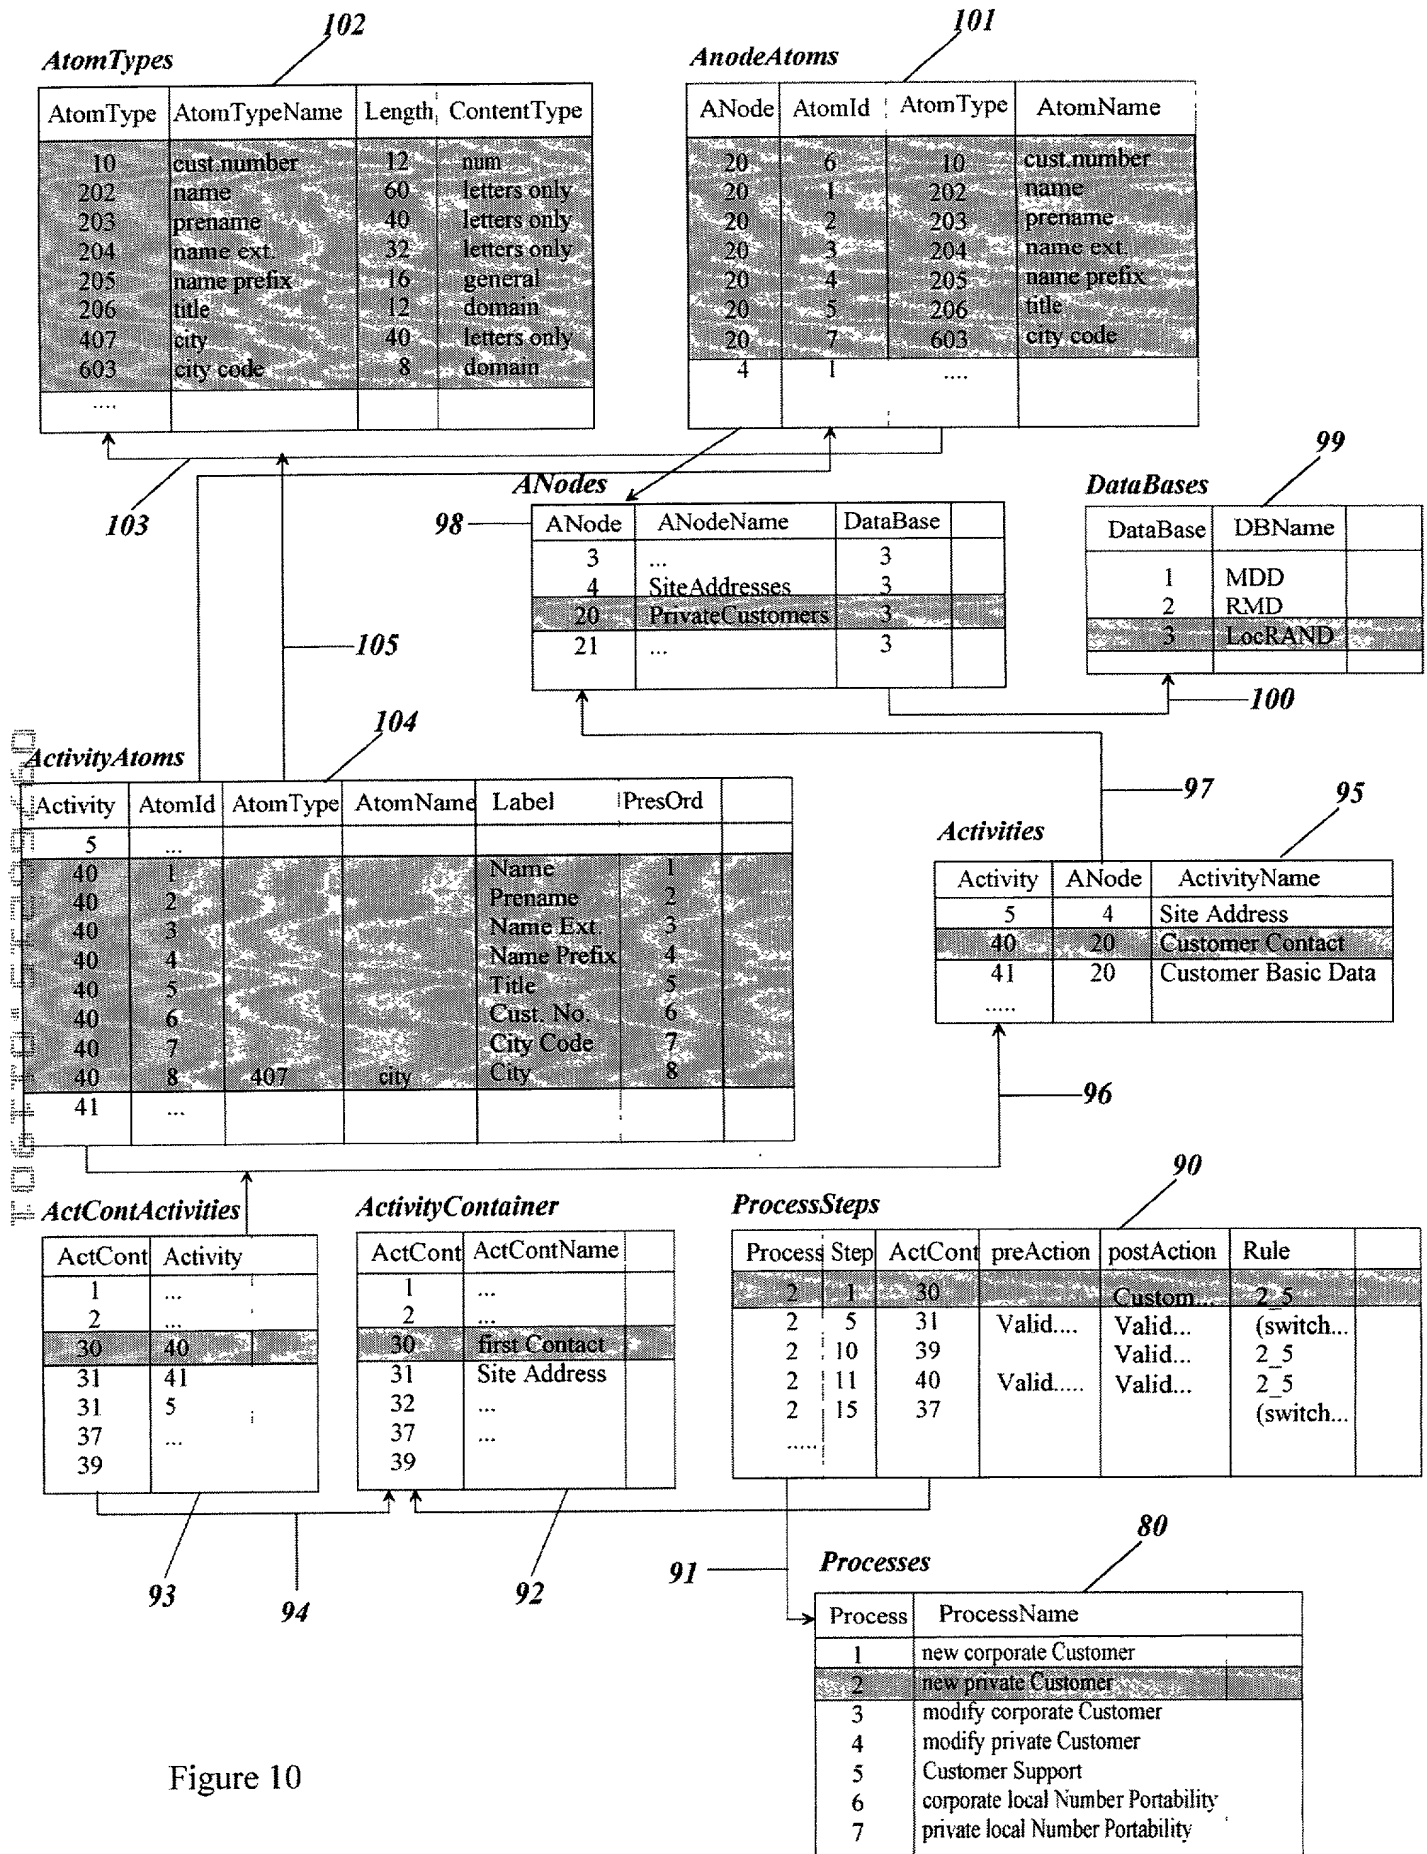 102
AtomTypes
AtomType AtomTypeName Length ContentType
10 cust.number 12 num
202 name 60 letters only
203 prename 40 letters only
204 name ext. 32 letters only
205 name prefix 16 general
206 title 12 domain
407 city 40 letters only
603 city code 8 domain
....
101
AnodeAtoms
ANode AtomId AtomType AtomName
20 6 10 cust.number
20 1 202 name
20 2 203 prename
20 3 204 name ext.
20 4 205 name prefix
20 5 206 title
20 7 603 city code
4 1 ....
103
105
98
ANodes
ANode ANodeName DataBase
3 ... 3
4 SiteAddresses 3
20 PrivateCustomers 3
21 ... 3
99
DataBases
DataBase DBName
1 MDD
2 RMD
3 LocRAND
100
97
104
ActivityAtoms
Activity AtomId AtomType AtomName Label PresOrd
5 ...
40 1 Name 1
40 2 Prename 2
40 3 Name Ext. 3
40 4 Name Prefix 4
40 5 Title 5
40 6 Cust. No. 6
40 7 City Code 7
40 8 407 city City 8
41 ...
95
Activities
Activity ANode ActivityName
5 4 Site Address
40 20 Customer Contact
41 20 Customer Basic Data
.....
96
ActContActivities
ActCont Activity
1 ...
2 ...
30 40
31 41
31 5
37 ...
39
93
94
ActivityContainer
ActCont ActContName
1 ...
2 ...
30 first Contact
31 Site Address
32 ...
37 ...
39
92
90
ProcessSteps
Process Step ActCont preAction postAction Rule
2 1 30 Custom... 2_5
2 5 31 Valid.... Valid... (switch...
2 10 39 Valid... 2_5
2 11 40 Valid..... Valid... 2_5
2 15 37 (switch...
.....
91
80
Processes
Process ProcessName
1 new corporate Customer
2 new private Customer
3 modify corporate Customer
4 modify private Customer
5 Customer Support
6 corporate local Number Portability
7 private local Number Portability
Figure 10